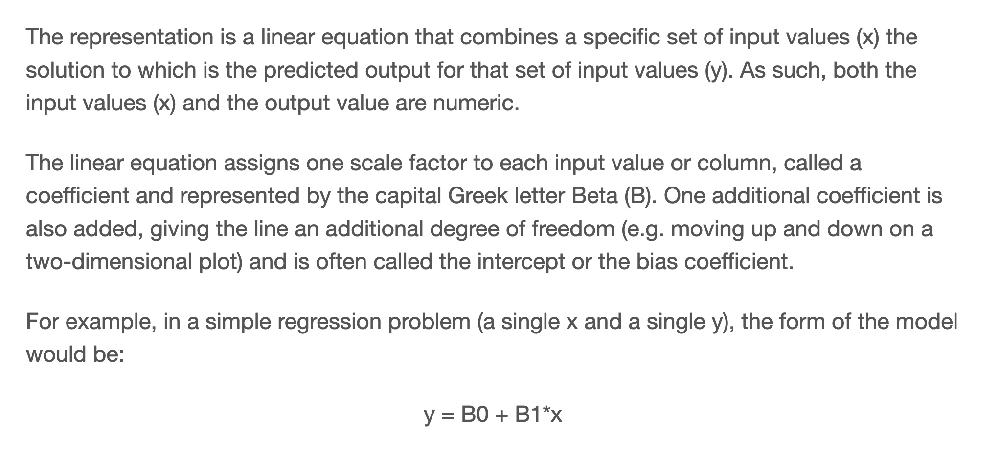 The representation is a linear equation that combines a specific set of input values (x) the
solution to which is the predicted output for that set of input values (y). As such, both the
input values (x) and the output value are numeric.
The linear equation assigns one scale factor to each input value or column, called a
coefficient and represented by the capital Greek letter Beta (B). One additional coefficient is
also added, giving the line an additional degree of freedom (e.g. moving up and down on a
two-dimensional plot) and is often called the intercept or the bias coefficient.
For example, in a simple regression problem (a single x and a single y), the form of the model
would be:
y = B0 + B1*x